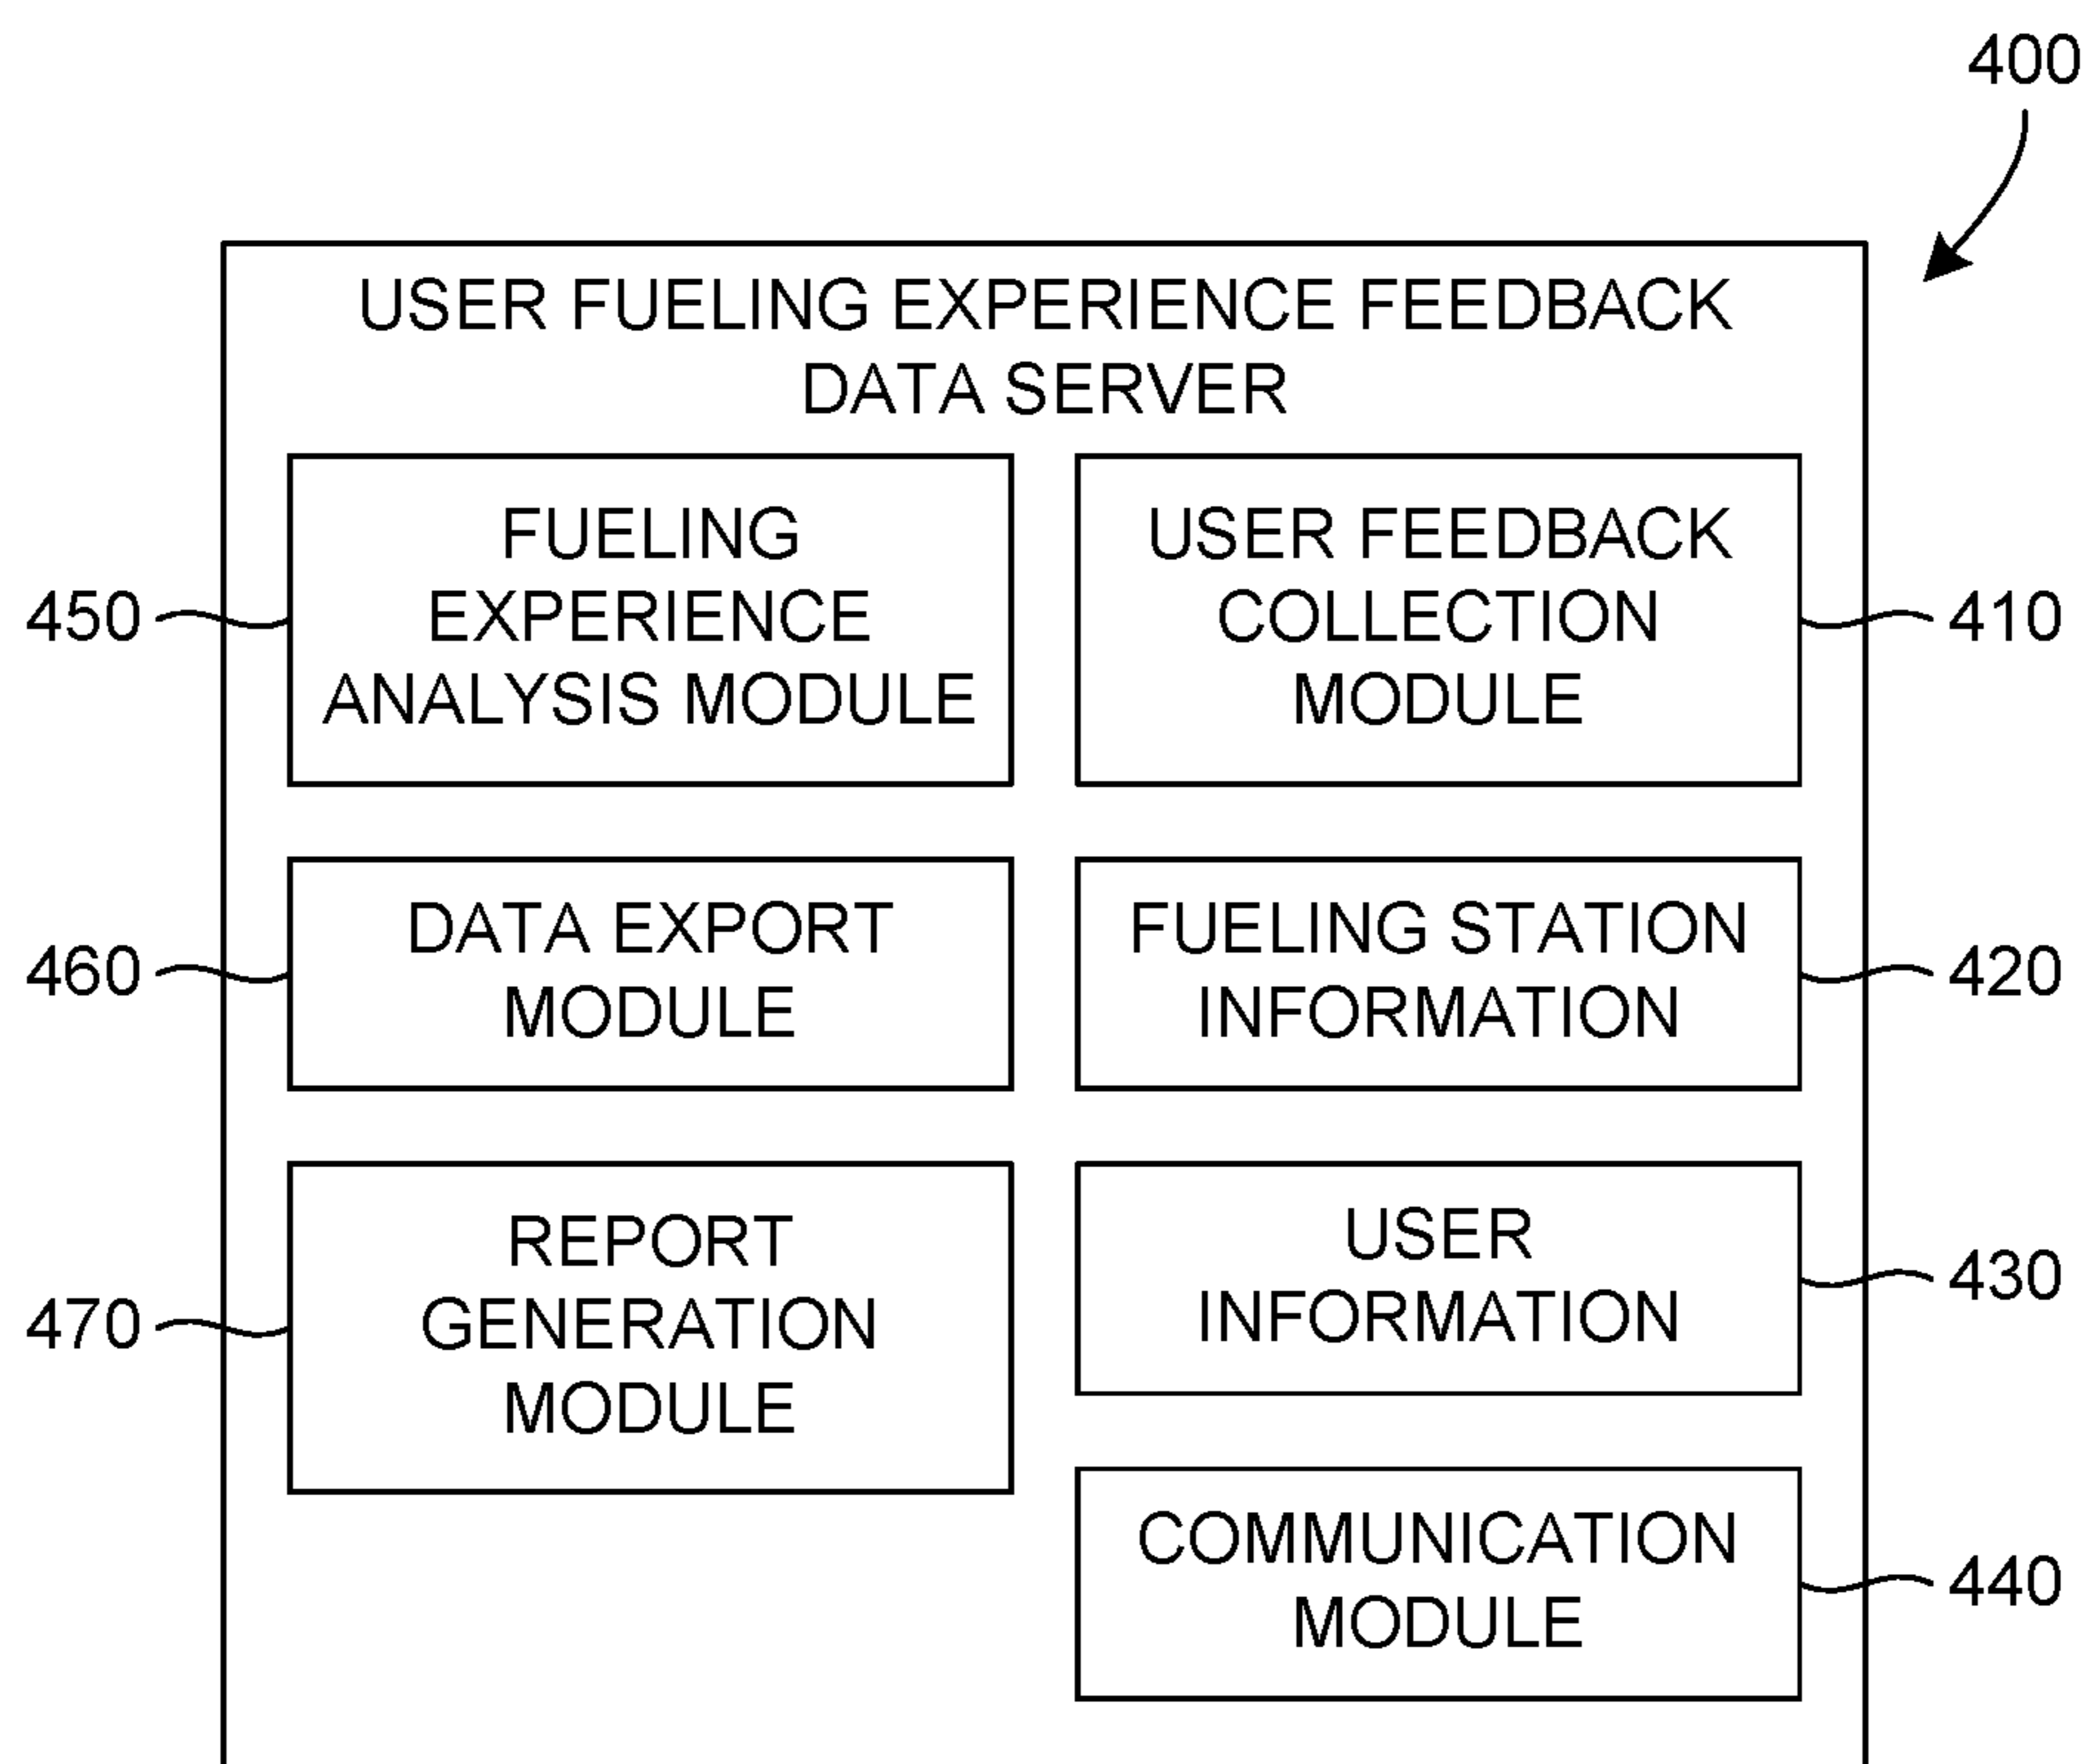 400
USER FUELING EXPERIENCE FEEDBACK
DATA SERVER
450
FUELING
EXPERIENCE
ANALYSIS MODULE
USER FEEDBACK
COLLECTION
MODULE
410
460
DATA EXPORT
MODULE
FUELING STATION
INFORMATION
420
470
REPORT
GENERATION
MODULE
USER
INFORMATION
430
COMMUNICATION
MODULE
440